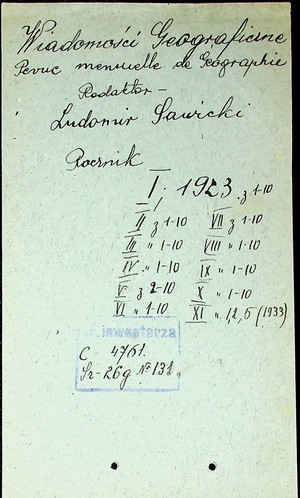 Wiadomości Geograficzne
Revue mensuelle de Géographie
Redaktor -
Ludomir Sawicki
Rocznik
I. 1923. z 1-10
II z 1-10 VII z 1-10
III " 1-10 VIII " 1-10
IV " 1-10 IX " 1-10
V z 2-10 X " 1-10
VI " 1-10 XI " 1,2,5 (1933)
inwentarza
C - 4761.
Sr-26g № 131